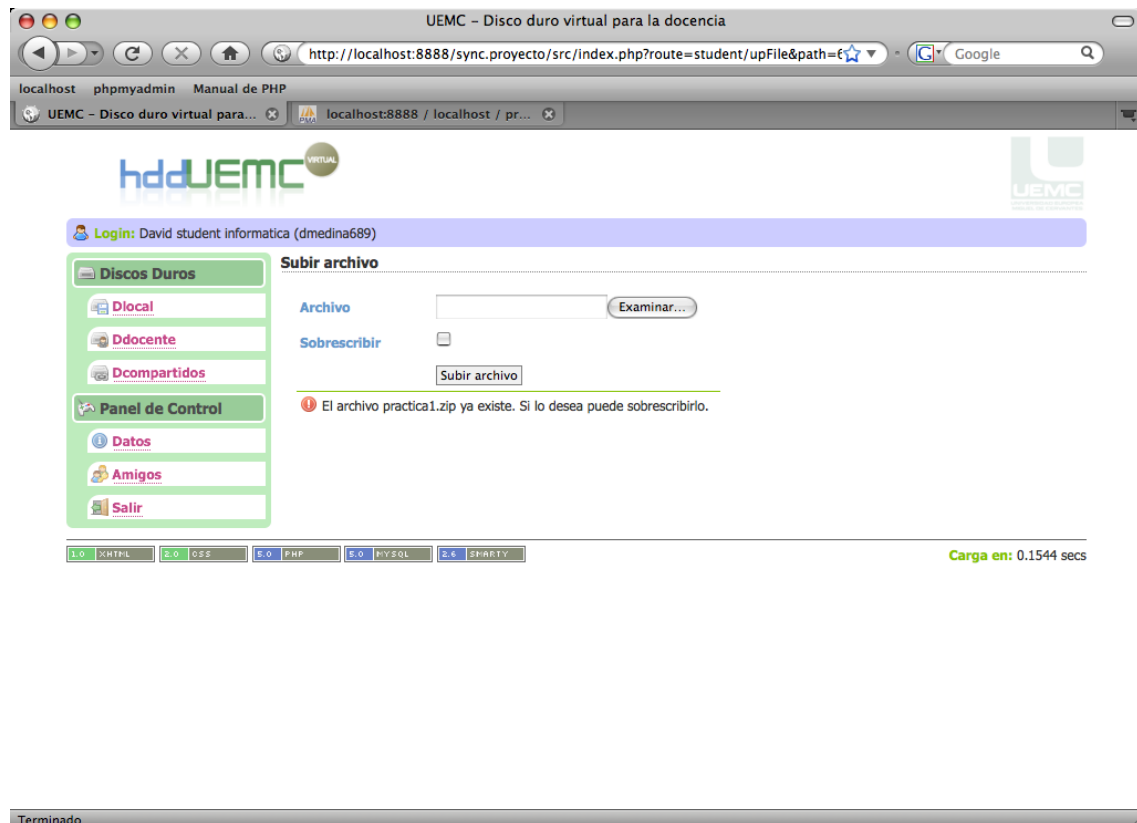 UEMC – Disco duro virtual para la docencia
http://localhost:8888/sync.proyecto/src/index.php?route=student/upFile&path=6
Google
localhost phpmyadmin Manual de PHP
UEMC – Disco duro virtual para... localhost:8888 / localhost / pr...
hddUEMC VIRTUAL
UEMC
Login: David student informatica (dmedina689)
Discos Duros
Subir archivo
Dlocal
Archivo Examinar...
Ddocente
Sobrescribir
Dcompartidos
Subir archivo
Panel de Control
El archivo practica1.zip ya existe. Si lo desea puede sobrescribirlo.
Datos
Amigos
Salir
1.0 XHTML 2.0 CSS 5.0 PHP 5.0 MYSQL 2.6 SMARTY
Carga en: 0.1544 secs
Terminado